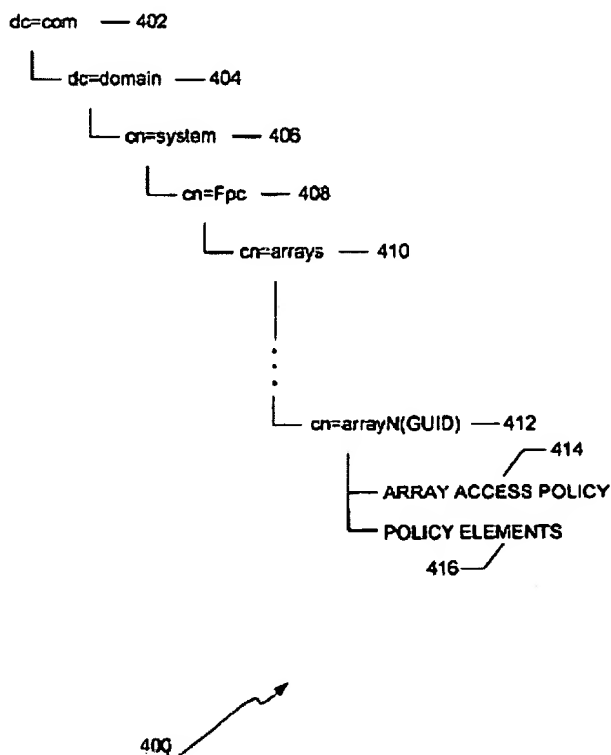 dc=com — 402
dc=domain — 404
cn=system — 406
cn=Fpc — 408
cn=arrays — 410
cn=arrayN(GUID) — 412
414
ARRAY ACCESS POLICY
POLICY ELEMENTS
416
400